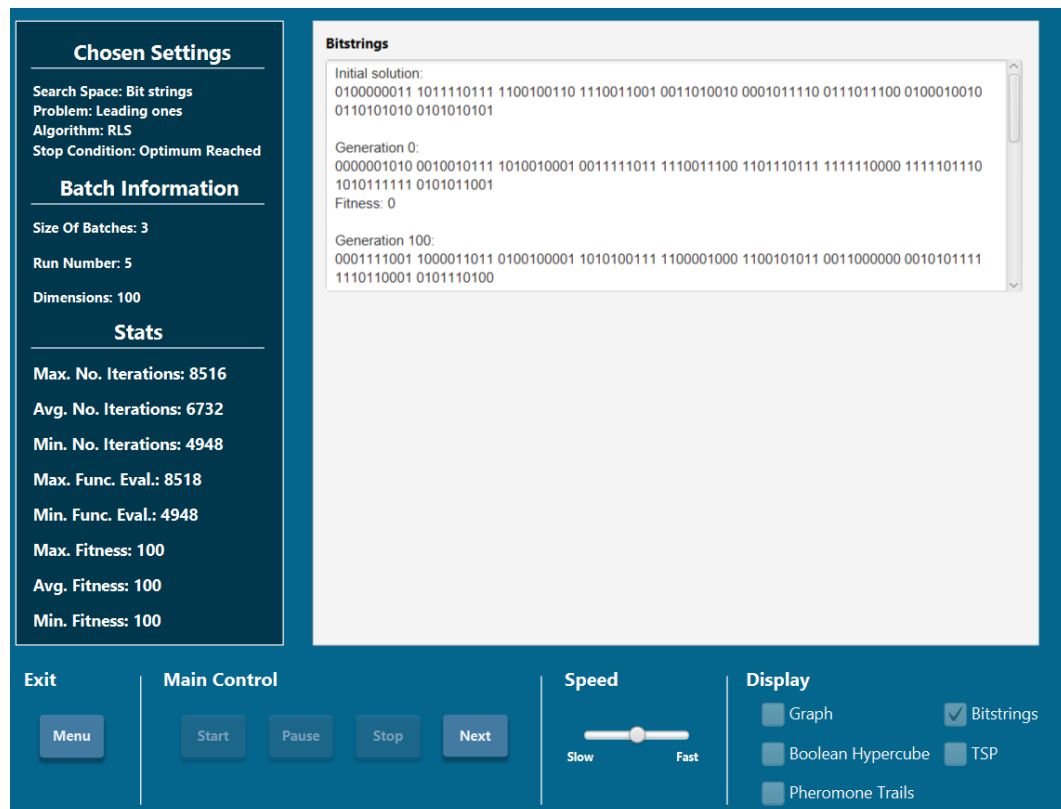 Chosen Settings
Search Space: Bit strings
Problem: Leading ones
Algorithm: RLS
Stop Condition: Optimum Reached
Batch Information
Size Of Batches: 3
Run Number: 5
Dimensions: 100
Stats
Max. No. Iterations: 8516
Avg. No. Iterations: 6732
Min. No. Iterations: 4948
Max. Func. Eval.: 8518
Min. Func. Eval.: 4948
Max. Fitness: 100
Avg. Fitness: 100
Min. Fitness: 100
Bitstrings
Initial solution:
0100000011 1011110111 1100100110 1110011001 0011010010 0001011110 0111011100 0100010010
0110101010 0101010101
Generation 0:
0000001010 0010010111 1010010001 0011111011 1110011100 1101110111 1111110000 1111101110
1010111111 0101011001
Fitness: 0
Generation 100:
0001111001 1000011011 0100100001 1010100111 1100001000 1100101011 0011000000 0010101111
1110110001 0101110100
Exit
Menu
Main Control
Start Pause Stop Next
Speed
Slow Fast
Display
Graph Bitstrings
Boolean Hypercube TSP
Pheromone Trails